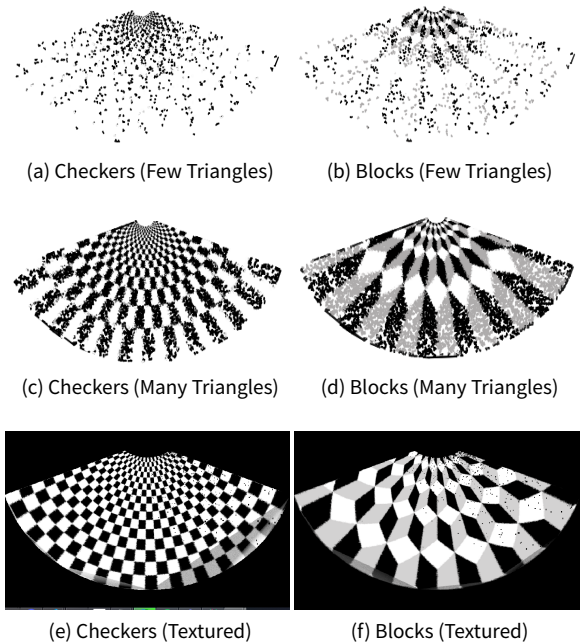 (a) Checkers (Few Triangles)
(b) Blocks (Few Triangles)
(c) Checkers (Many Triangles)
(d) Blocks (Many Triangles)
(e) Checkers (Textured)
(f) Blocks (Textured)